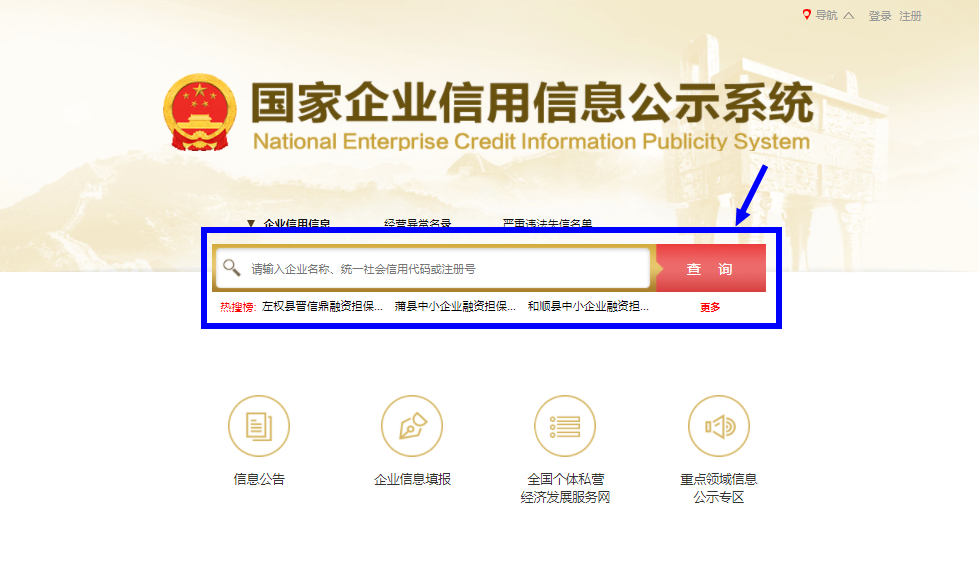 导航 登录 注册
国家企业信用信息公示系统
National Enterprise Credit Information Publicity System
企业信用信息 经营异常名录 严重违法失信名单
请输入企业名称、统一社会信用代码或注册号 查 询
热搜榜: 左权县晋信鼎融资担保... 蒲县中小企业融资担保... 和顺县中小企业融资担... 更多
信息公告 企业信息填报 全国个体私营 重点领域信息
经济发展服务网 公示专区